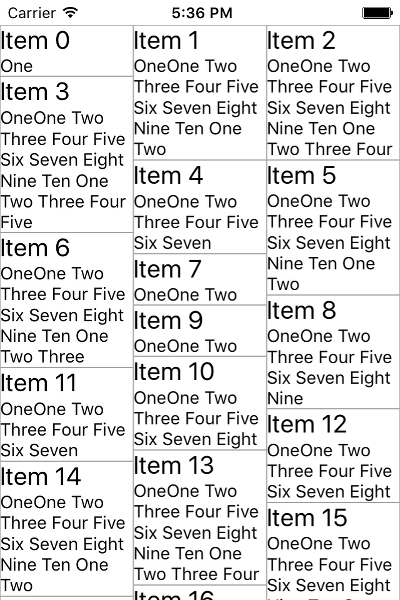 Carrier 5:36 PM
Item 0
One
Item 3
OneOne Two
Three Four Five
Six Seven Eight
Nine Ten One
Two Three Four
Five
Item 6
OneOne Two
Three Four Five
Six Seven Eight
Nine Ten One
Two Three
Item 11
OneOne Two
Three Four Five
Six Seven
Item 14
OneOne Two
Three Four Five
Six Seven Eight
Nine Ten One
Two
Item 1
OneOne Two
Three Four Five
Six Seven Eight
Nine Ten One
Two
Item 4
OneOne Two
Three Four Five
Six Seven
Item 7
OneOne Two
Item 9
OneOne Two
Item 10
OneOne Two
Three Four Five
Six Seven Eight
Item 13
OneOne Two
Three Four Five
Six Seven Eight
Nine Ten One
Two Three Four
Item 16
Item 2
OneOne Two
Three Four Five
Six Seven Eight
Nine Ten One
Two Three Four
Item 5
OneOne Two
Three Four Five
Six Seven Eight
Nine Ten One
Two
Item 8
OneOne Two
Three Four Five
Six Seven Eight
Nine
Item 12
OneOne Two
Three Four Five
Six Seven Eight
Item 15
OneOne Two
Three Four Five
Six Seven Eight